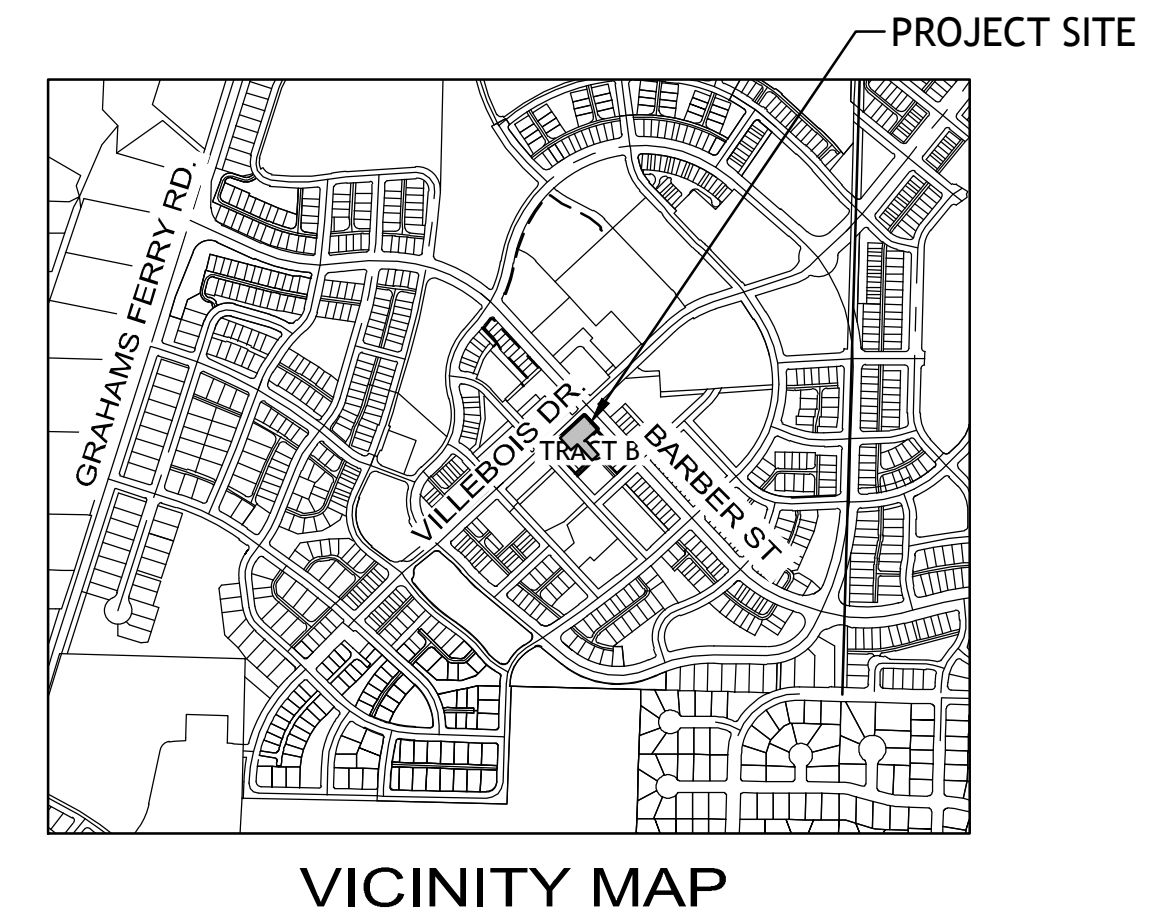 PROJECT SITE
GRAHAMS FERRY RD.
VILLEBOIS DR.
TRACT B
BARBER ST
VICINITY MAP